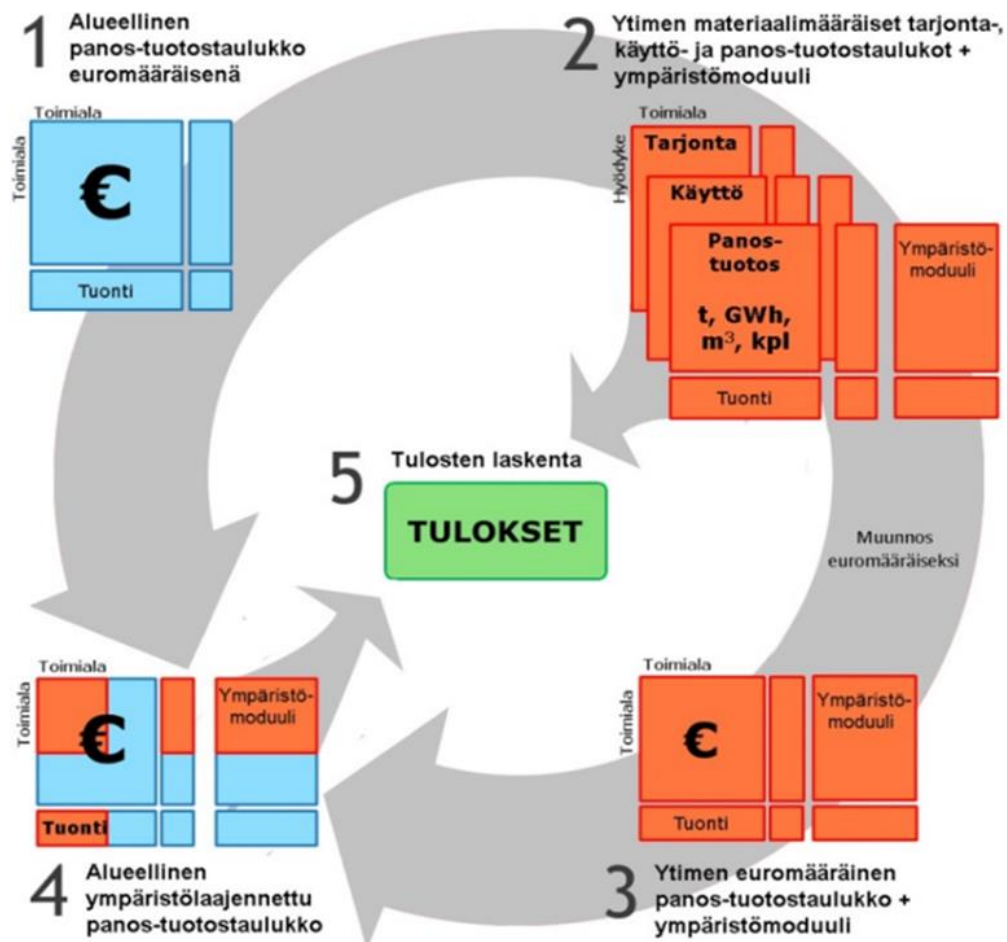 1 Alueellinen
panos-tuotostaulukko
euromääräisenä
Toimiala
Toimiala
€
Tuonti
2 Ytimen materiaalimääräiset tarjonta-,
käyttö- ja panos-tuotostaulukot +
ympäristömoduuli
Toimiala
Hyödyke
Tarjonta
Käyttö
Panos-
tuotos
t, GWh,
m³, kpl
Tuonti
Ympäristö-
moduuli
5 Tulosten laskenta
TULOKSET
Muunnos
euromääräiseksi
Toimiala
Toimiala
€
Tuonti
Ympäristö-
moduuli
3 Ytimen euromääräinen
panos-tuotostaulukko +
ympäristömoduuli
Toimiala
Toimiala
€
Tuonti
Ympäristö-
moduuli
4 Alueellinen
ympäristölaajennettu
panos-tuotostaulukko